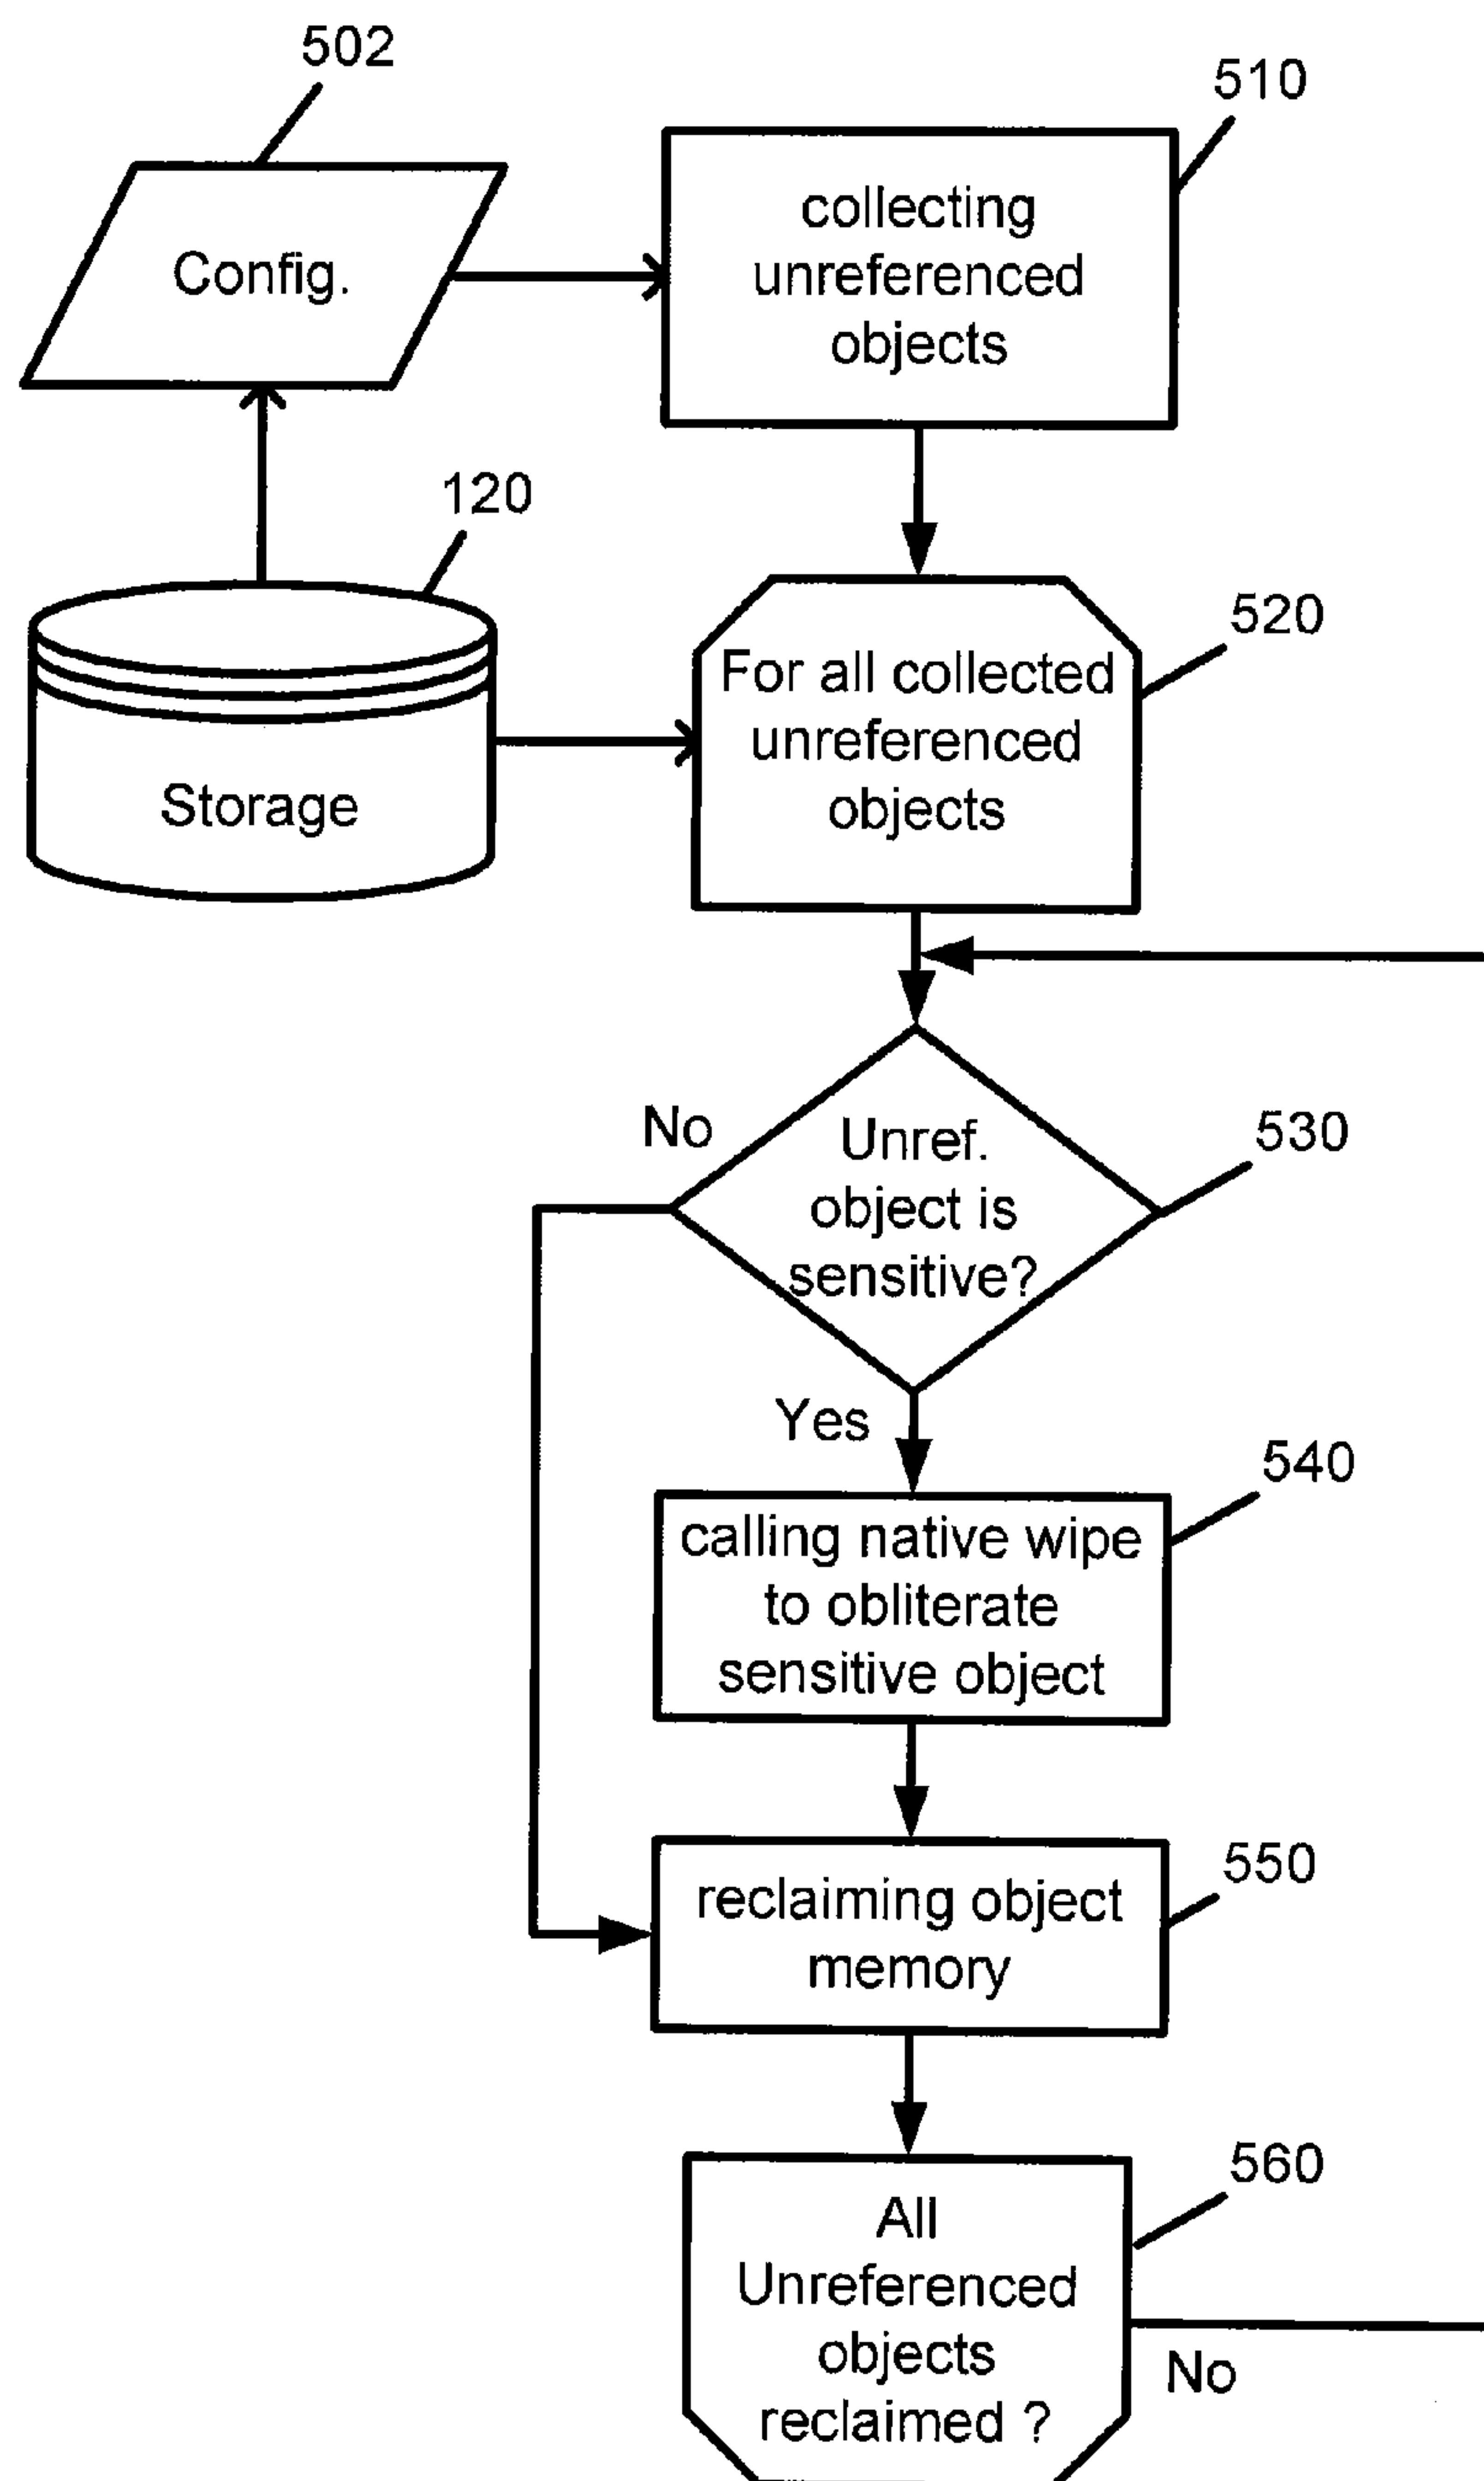 502
510
Config.
collecting
unreferenced
objects
120
520
Storage
For all collected
unreferenced
objects
530
No
Unref.
object is
sensitive?
Yes
540
calling native wipe
to obliterate
sensitive object
550
reclaiming object
memory
560
All
Unreferenced
objects
reclaimed ?
No